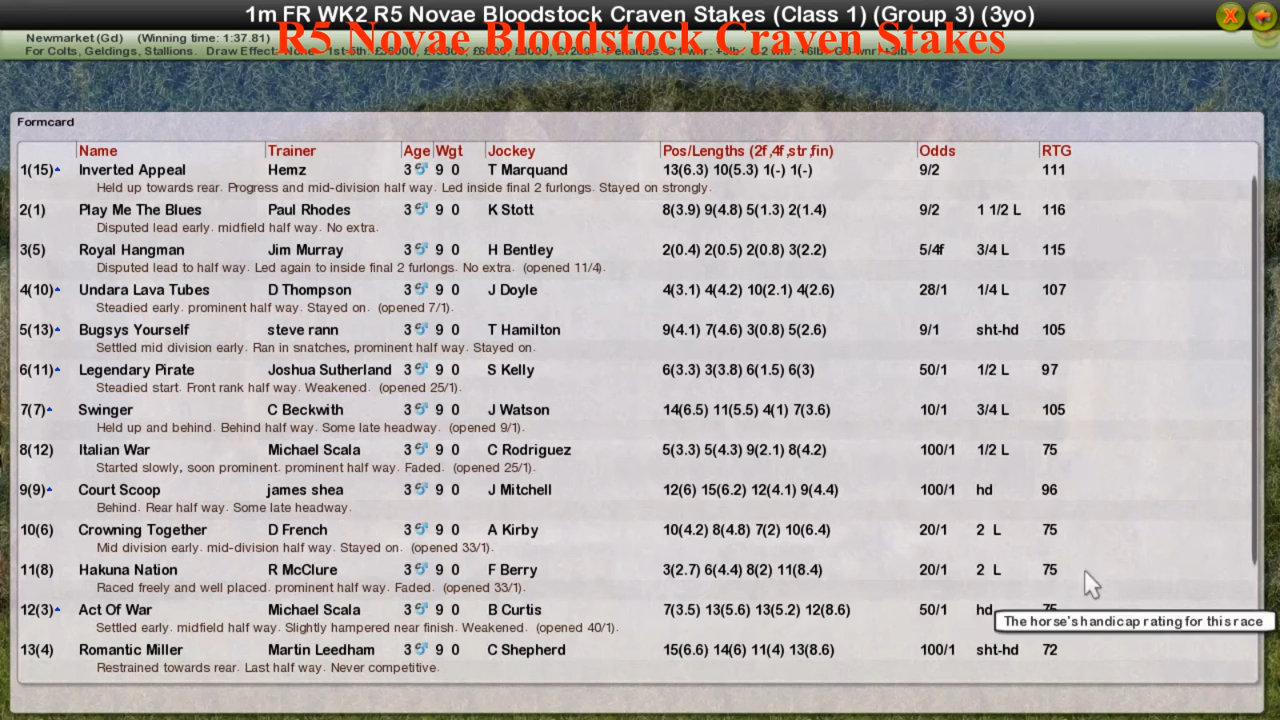 1m FR WK2 R5 Novae Bloodstock Craven Stakes (Class 1) (Group 3) (3yo)
R5 Novae Bloodstock Craven Stakes
Newmarket (Gd) (Winning time: 1:37.81)
For Colts, Geldings, Stallions. Draw Effect:
Formcard
Name Trainer Age Wgt Jockey Pos/Lengths (2f,4f,str,fin) Odds RTG
1(15) Inverted Appeal Hemz 3 9 0 T Marquand 13(6.3) 10(5.3) 1(-) 1(-) 9/2 111
Held up towards rear. Progress and mid-division half way. Led inside final 2 furlongs. Stayed on strongly.
2(1) Play Me The Blues Paul Rhodes 3 9 0 K Stott 8(3.9) 9(4.8) 5(1.3) 2(1.4) 9/2 1 1/2 L 116
Disputed lead early. midfield half way. No extra.
3(5) Royal Hangman Jim Murray 3 9 0 H Bentley 2(0.4) 2(0.5) 2(0.8) 3(2.2) 5/4f 3/4 L 115
Disputed lead to half way. Led again to inside final 2 furlongs. No extra. (opened 11/4).
4(10) Undara Lava Tubes D Thompson 3 9 0 J Doyle 4(3.1) 4(4.2) 10(2.1) 4(2.6) 28/1 1/4 L 107
Steadied early. prominent half way. Stayed on. (opened 7/1).
5(13) Bugsys Yourself steve rann 3 9 0 T Hamilton 9(4.1) 7(4.6) 3(0.8) 5(2.6) 9/1 sht-hd 105
Settled mid division early. Ran in snatches, prominent half way. Stayed on.
6(11) Legendary Pirate Joshua Sutherland 3 9 0 S Kelly 6(3.3) 3(3.8) 6(1.5) 6(3) 50/1 1/2 L 97
Steadied start. Front rank half way. Weakened. (opened 25/1).
7(7) Swinger C Beckwith 3 9 0 J Watson 14(6.5) 11(5.5) 4(1) 7(3.6) 10/1 3/4 L 105
Held up and behind. Behind half way. Some late headway. (opened 9/1).
8(12) Italian War Michael Scala 3 9 0 C Rodriguez 5(3.3) 5(4.3) 9(2.1) 8(4.2) 100/1 1/2 L 75
Started slowly, soon prominent. prominent half way. Faded. (opened 25/1).
9(9) Court Scoop james shea 3 9 0 J Mitchell 12(6) 15(6.2) 12(4.1) 9(4.4) 100/1 hd 96
Behind. Rear half way. Some late headway.
10(6) Crowning Together D French 3 9 0 A Kirby 10(4.2) 8(4.8) 7(2) 10(6.4) 20/1 2 L 75
Mid division early. mid-division half way. Stayed on. (opened 33/1).
11(8) Hakuna Nation R McClure 3 9 0 F Berry 3(2.7) 6(4.4) 8(2) 11(8.4) 20/1 2 L 75
Raced freely and well placed. prominent half way. Faded. (opened 33/1).
12(3) Act Of War Michael Scala 3 9 0 B Curtis 7(3.5) 13(5.6) 13(5.2) 12(8.6) 50/1 hd 75
The horse's handicap rating for this race
Settled early. midfield half way. Slightly hampered near finish. Weakened. (opened 40/1).
13(4) Romantic Miller Martin Leedham 3 9 0 C Shepherd 15(6.6) 14(6) 11(4) 13(8.6) 100/1 sht-hd 72
Restrained towards rear. Last half way. Never competitive.